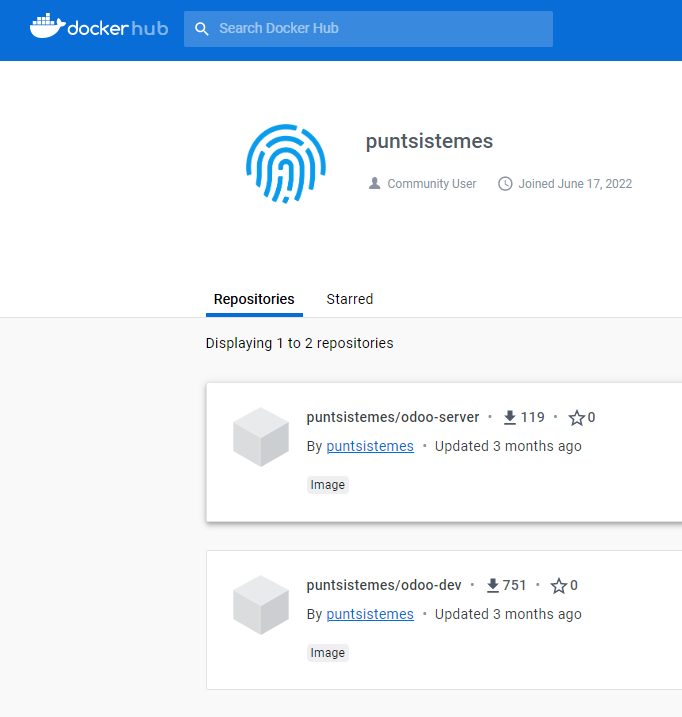 dockerhub
Search Docker Hub
puntsistemes
Community User Joined June 17, 2022
Repositories Starred
Displaying 1 to 2 repositories
puntsistemes/odoo-server • 119 • 0
By puntsistemes • Updated 3 months ago
Image
puntsistemes/odoo-dev • 751 • 0
By puntsistemes • Updated 3 months ago
Image